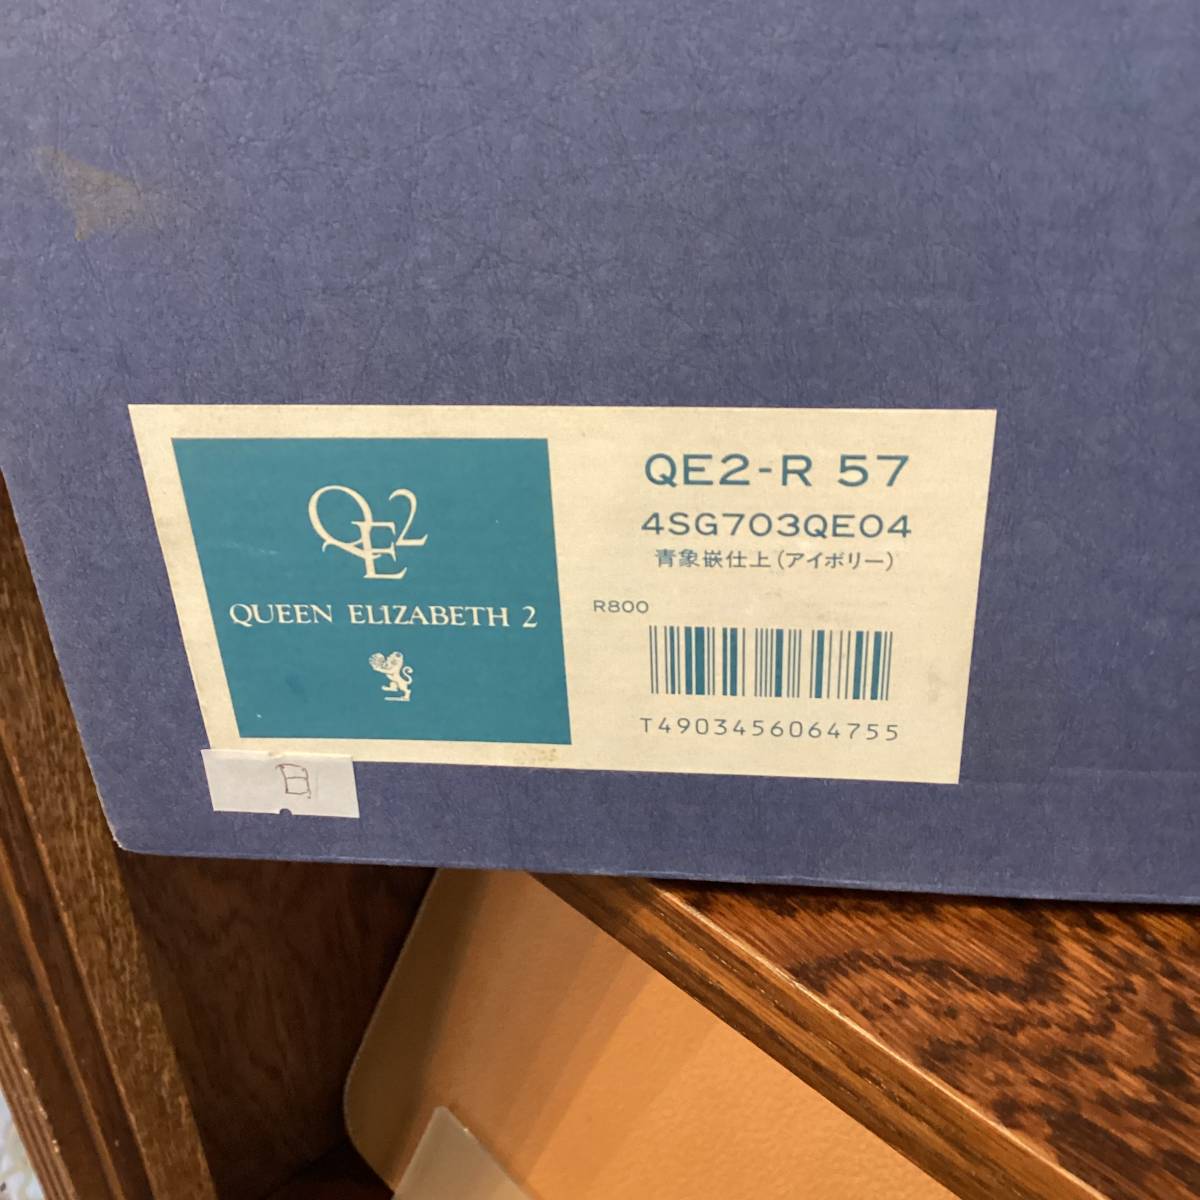 QE2
QUEEN ELIZABETH 2
QE2-R 57
4SG703QE04
青象嵌仕上(アイボリー)
R800
T4903456064755
日